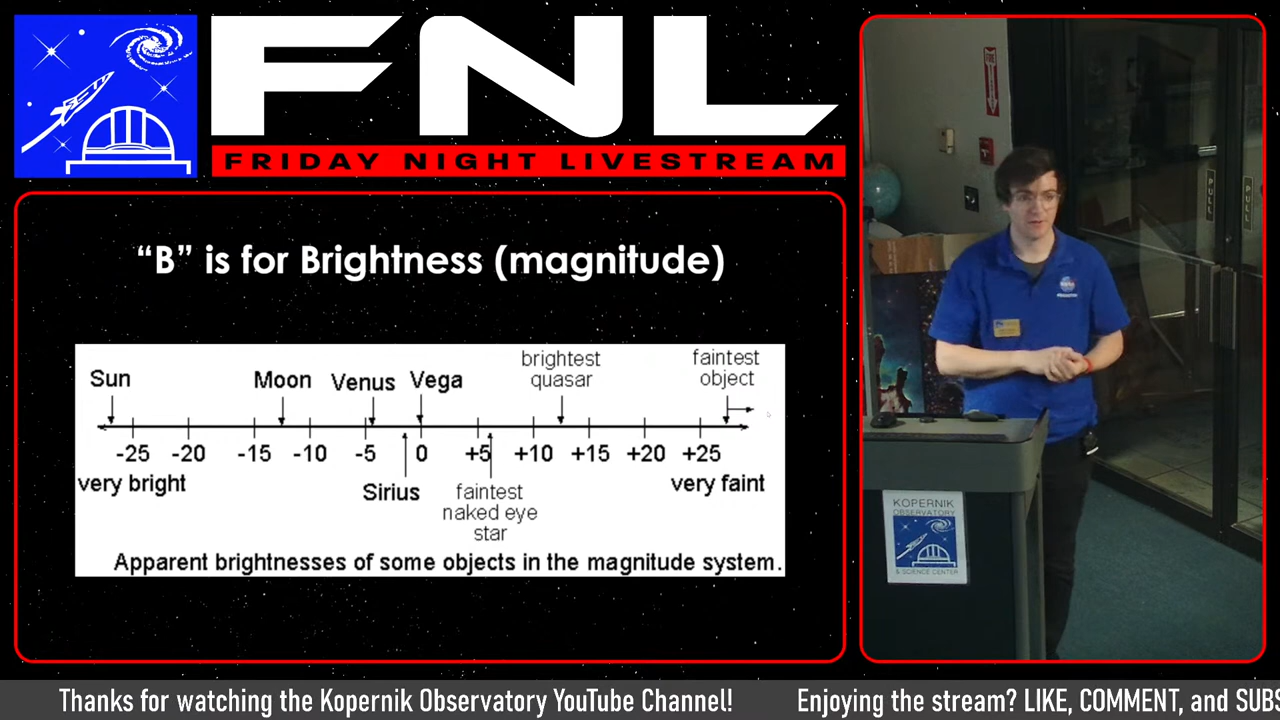 FNL
FRIDAY NIGHT LIVESTREAM
“B” is for Brightness (magnitude)
Sun
Moon
Venus
Vega
brightest
quasar
faintest
object
-25
-20
-15
-10
-5
0
+5
+10
+15
+20
+25
very bright
Sirius
faintest
naked eye
star
very faint
Apparent brightnesses of some objects in the magnitude system.
PULL
PULL
NASA
KOPERNIK
OBSERVATORY
& SCIENCE CENTER
Thanks for watching the Kopernik Observatory YouTube Channel!
Enjoying the stream? LIKE, COMMENT, and SUBS